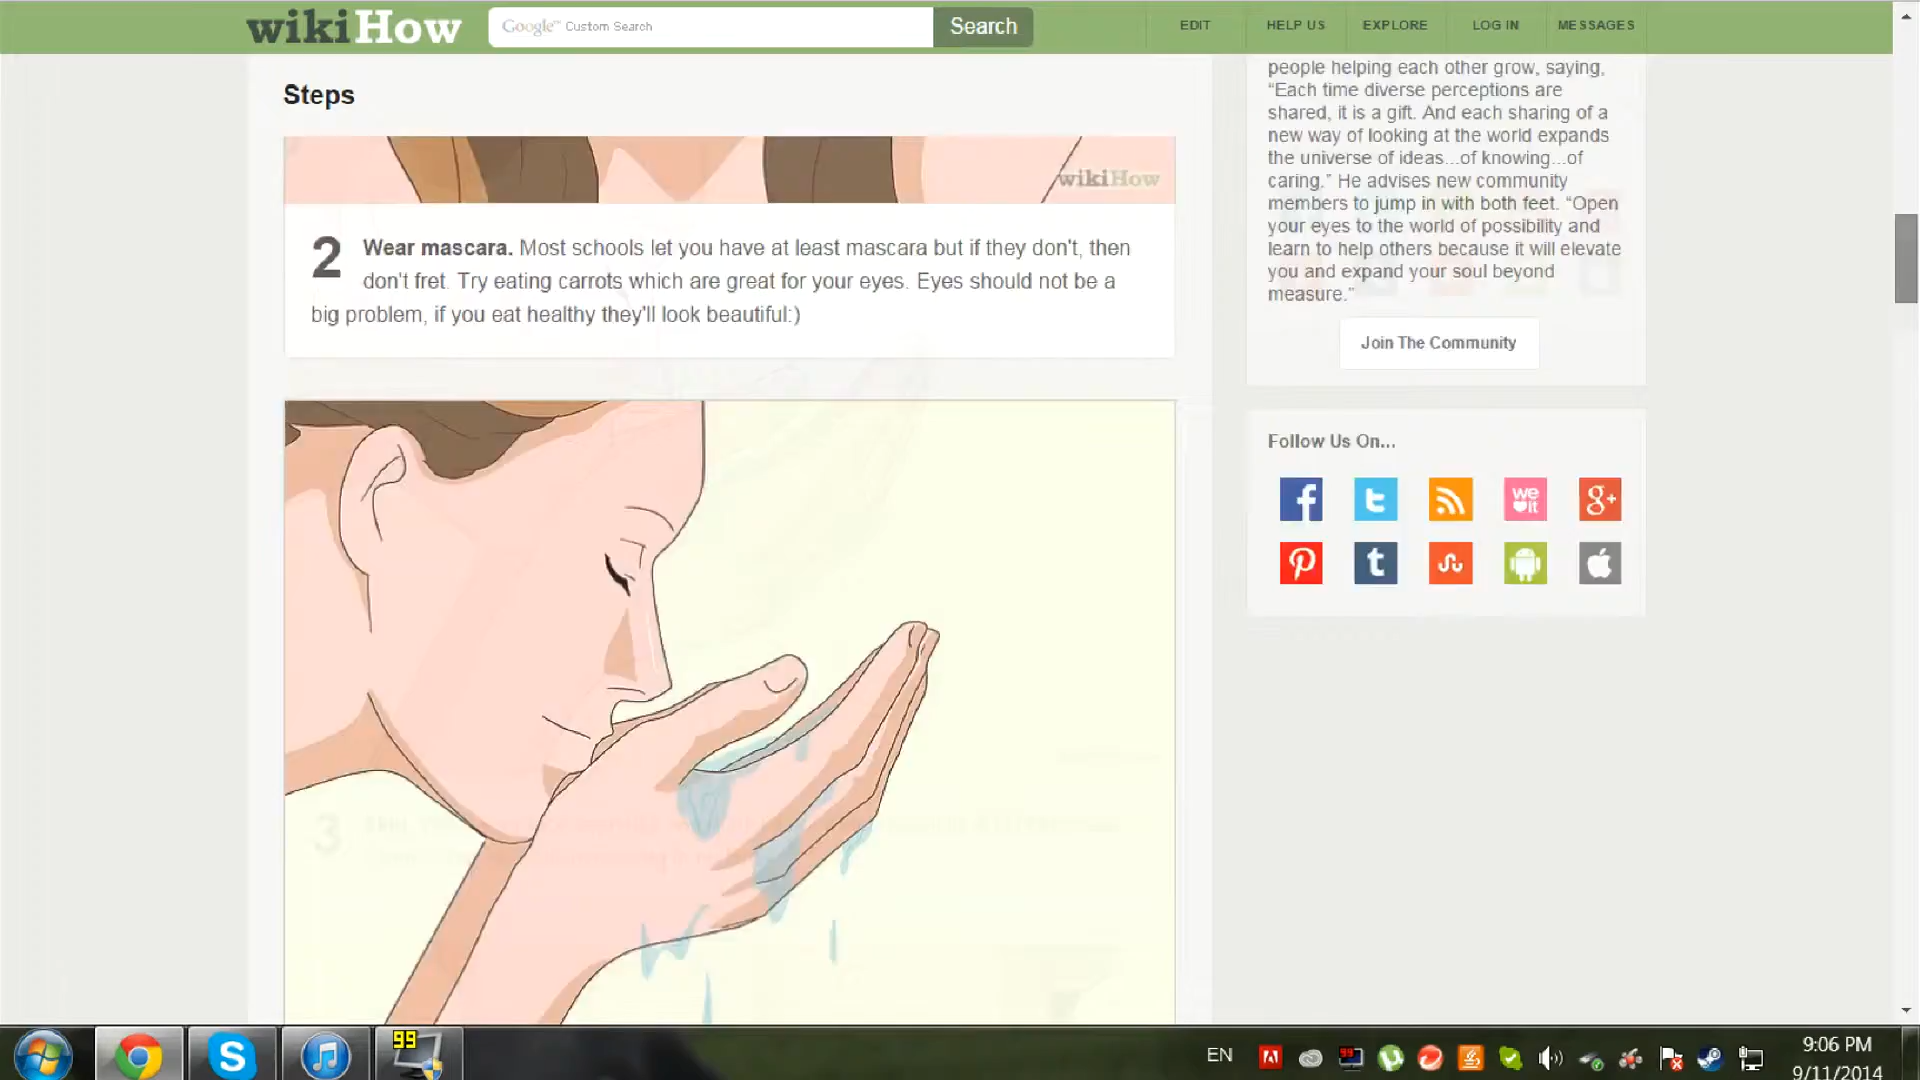 wikiHow
Google™ Custom Search
Search
EDIT
HELP US
EXPLORE
LOG IN
MESSAGES
Steps
wikiHow
2
Wear mascara. Most schools let you have at least mascara but if they don't, then
don't fret. Try eating carrots which are great for your eyes. Eyes should not be a
big problem, if you eat healthy they'll look beautiful:)
3
people helping each other grow, saying,
“Each time diverse perceptions are
shared, it is a gift. And each sharing of a
new way of looking at the world expands
the universe of ideas...of knowing...of
caring.” He advises new community
members to jump in with both feet. “Open
your eyes to the world of possibility and
learn to help others because it will elevate
you and expand your soul beyond
measure.”
Join The Community
Follow Us On...
we
it
g+
99
EN
99
9:06 PM
9/11/2014